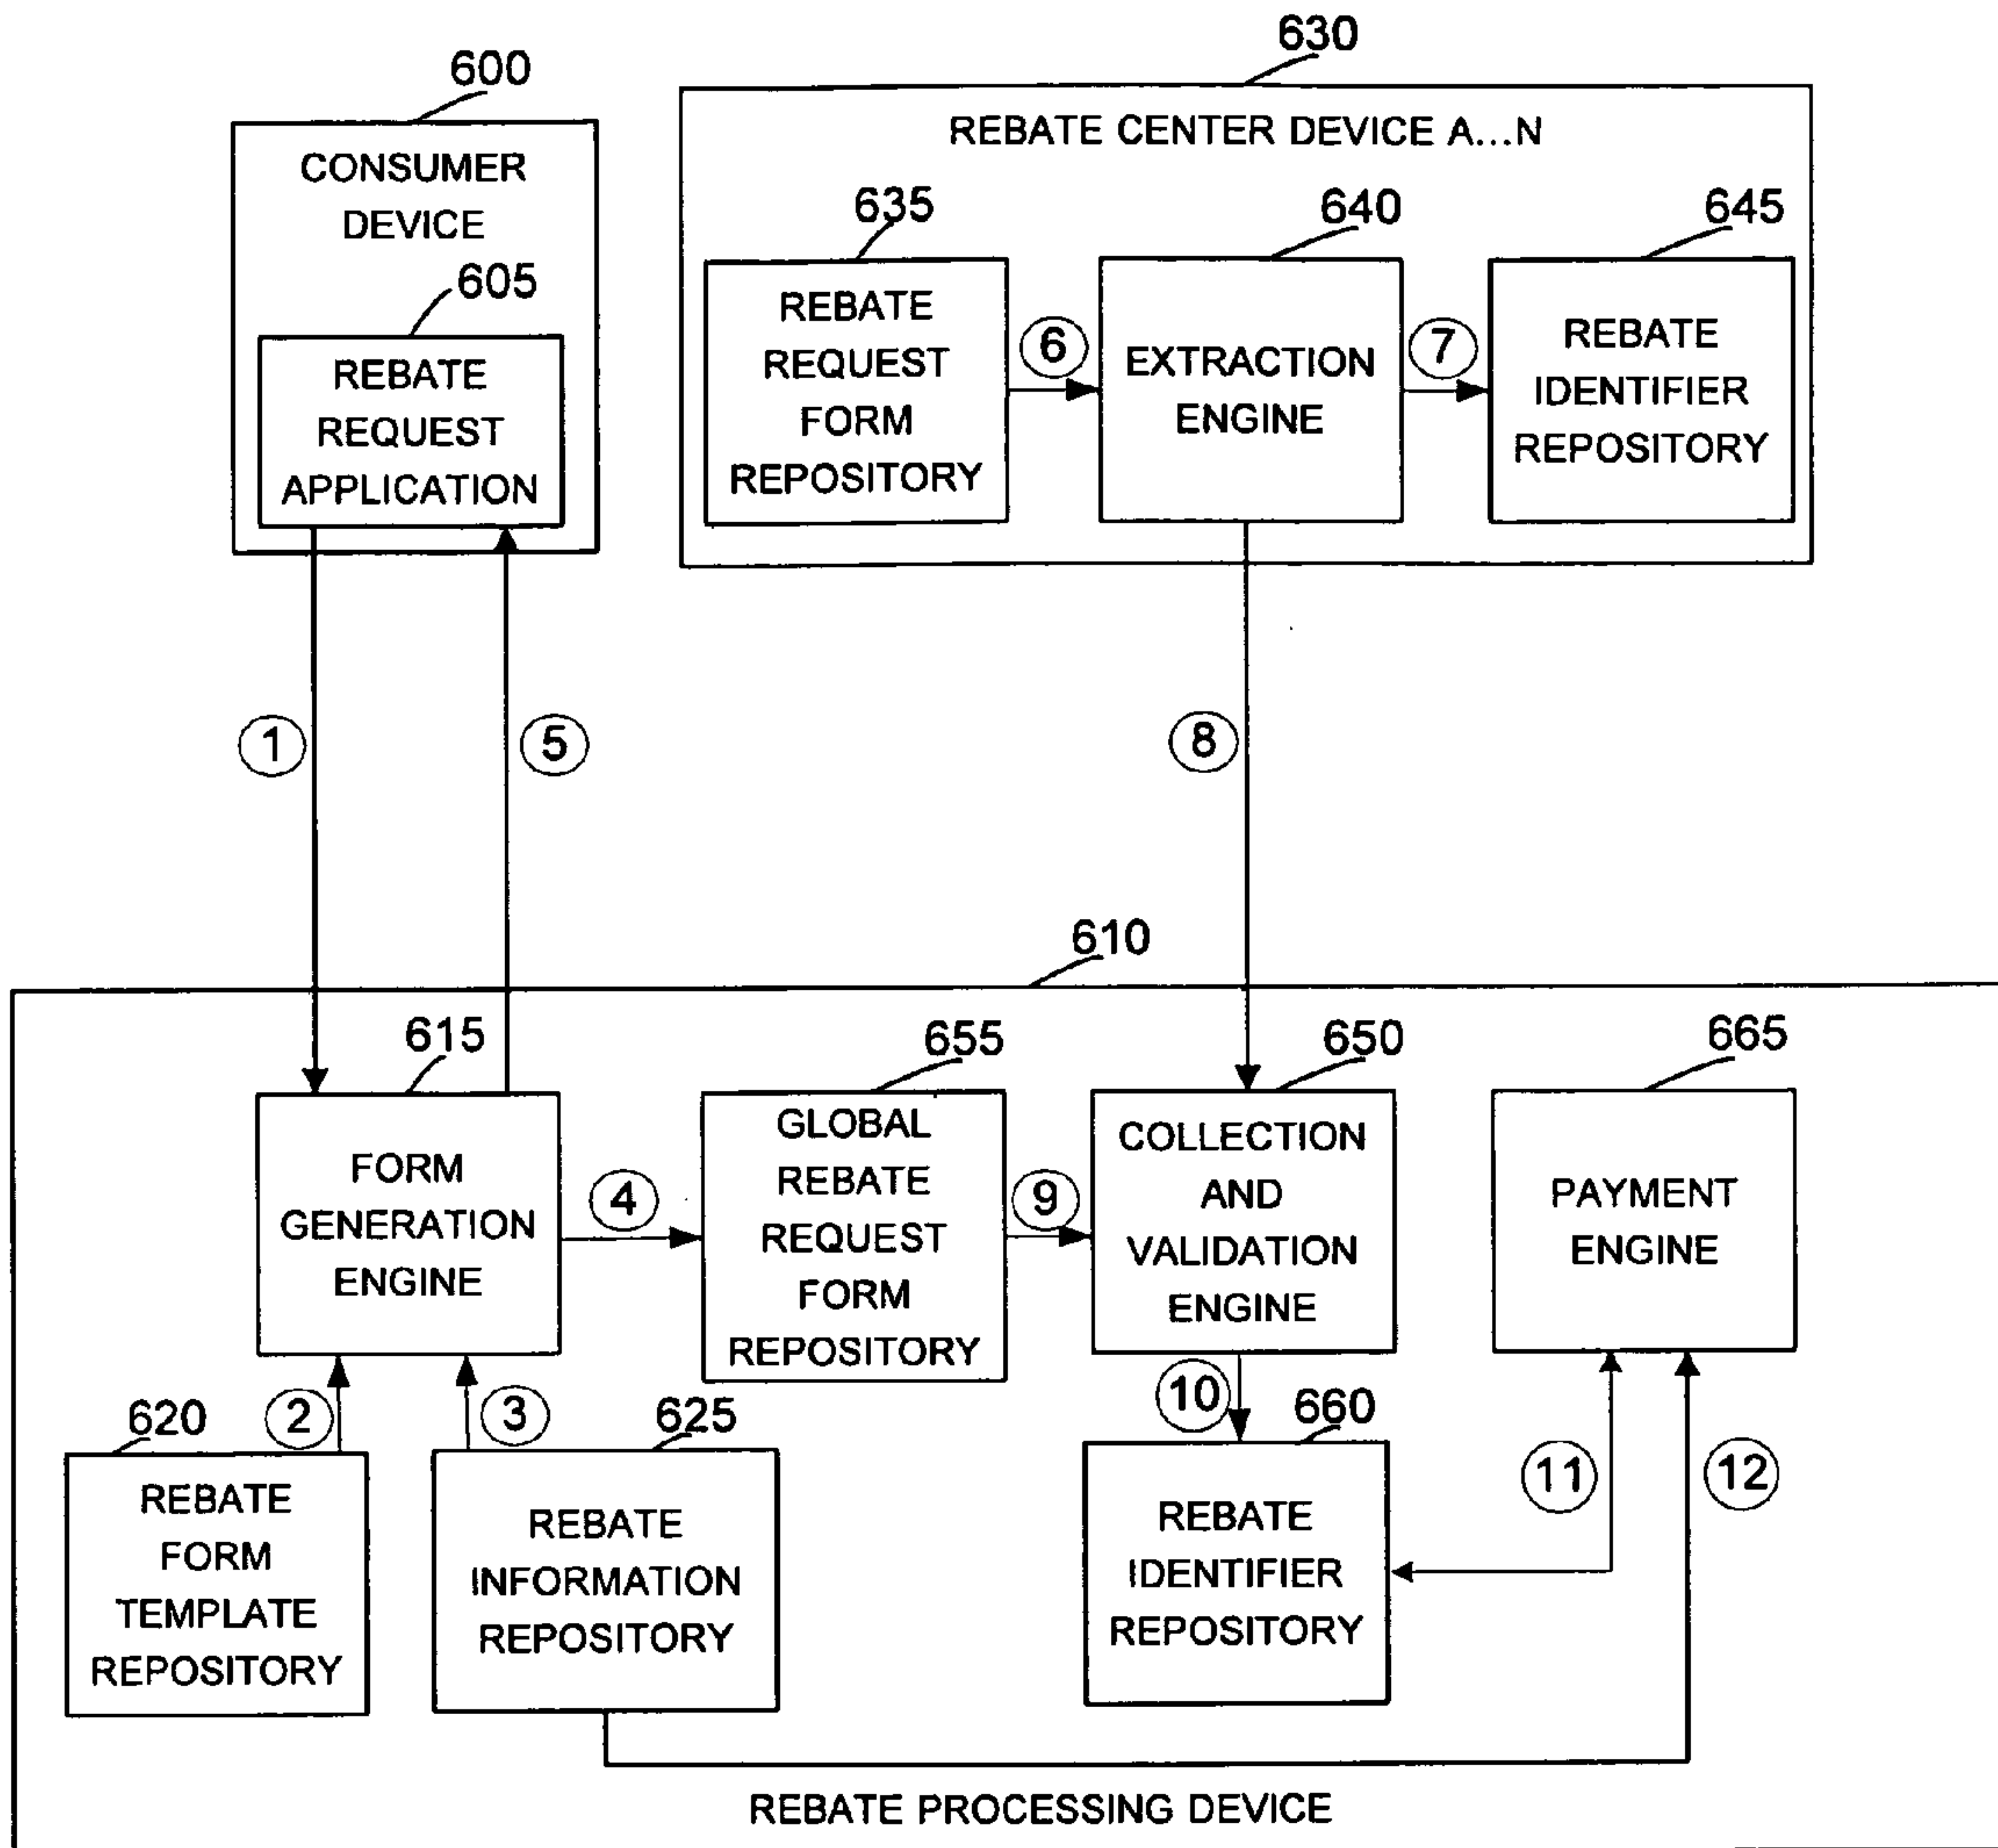 630
600
REBATE CENTER DEVICE A...N
CONSUMER
DEVICE
635
640
645
605
REBATE
REQUEST
FORM
REPOSITORY
6
EXTRACTION
ENGINE
7
REBATE
IDENTIFIER
REPOSITORY
REBATE
REQUEST
APPLICATION
1
5
8
610
615
655
650
665
FORM
GENERATION
ENGINE
4
GLOBAL
REBATE
REQUEST
FORM
REPOSITORY
9
COLLECTION
AND
VALIDATION
ENGINE
PAYMENT
ENGINE
620
2
3
625
10
660
11
12
REBATE
FORM
TEMPLATE
REPOSITORY
REBATE
INFORMATION
REPOSITORY
REBATE
IDENTIFIER
REPOSITORY
REBATE PROCESSING DEVICE